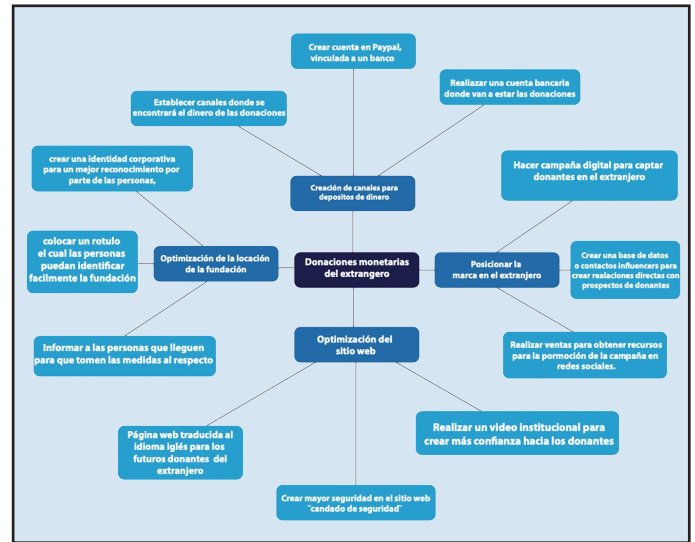 Crear cuenta en Paypal,
vinculada a un banco
Realiazar una cuenta bancaria
donde van a estar las donaciones
Establecer canales donde se
encontrará el dinero de las donaciones
crear una identidad corporativa
para un mejor reconocimiento por
parte de las personas,
Creación de canales para
depositos de dinero
Hacer campaña digital para captar
donantes en el extranjero
colocar un rotulo
el cual las personas
puedan identificar
facilmente la fundación
Optimización de la locación
de la fundación
Donaciones monetarias
del extrangero
Posicionar la
marca en el extranjero
Crear una base de datos
o contactos influencers para
crear realaciones directas con
prospectos de donantes
Informar a las personas que lleguen
para que tomen las medidas al respecto
Optimización del
sitio web
Realizar ventas para obtener recursos
para la pormoción de la campaña en
redes sociales.
Página web traducida al
idioma iglés para los
futuros donantes del
extranjero
Realizar un video institucional para
crear más confianza hacia los donantes
Crear mayor seguridad en el sitio web
¨candado de seguridad¨